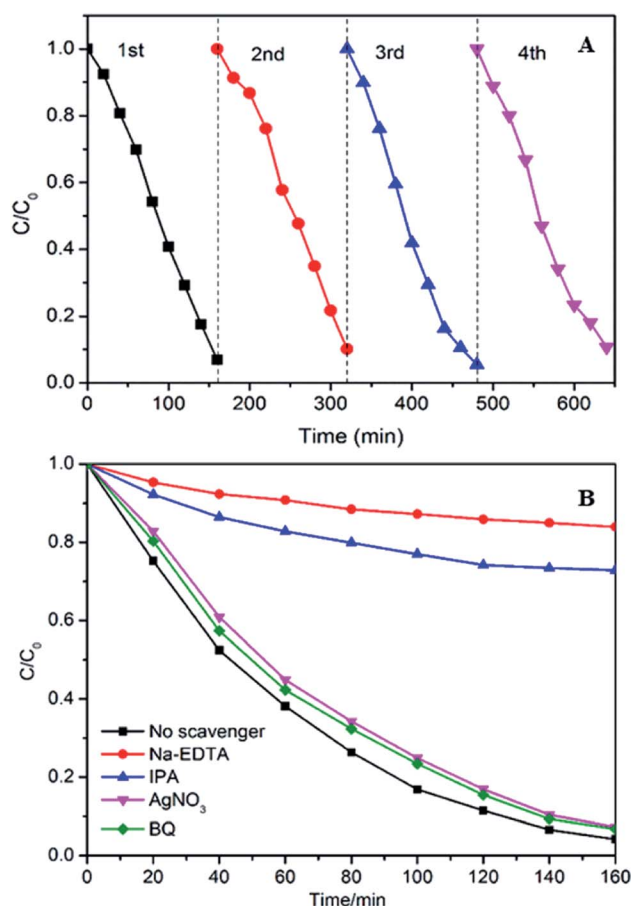 1st
2nd
3rd
4th
A
C/C₀
1.0
0.8
0.6
0.4
0.2
0.0
0 100 200 300 400 500 600
Time (min)
B
C/C₀
1.0
0.8
0.6
0.4
0.2
0.0
No scavenger
Na-EDTA
IPA
AgNO₃
BQ
0 20 40 60 80 100 120 140 160
Time/min